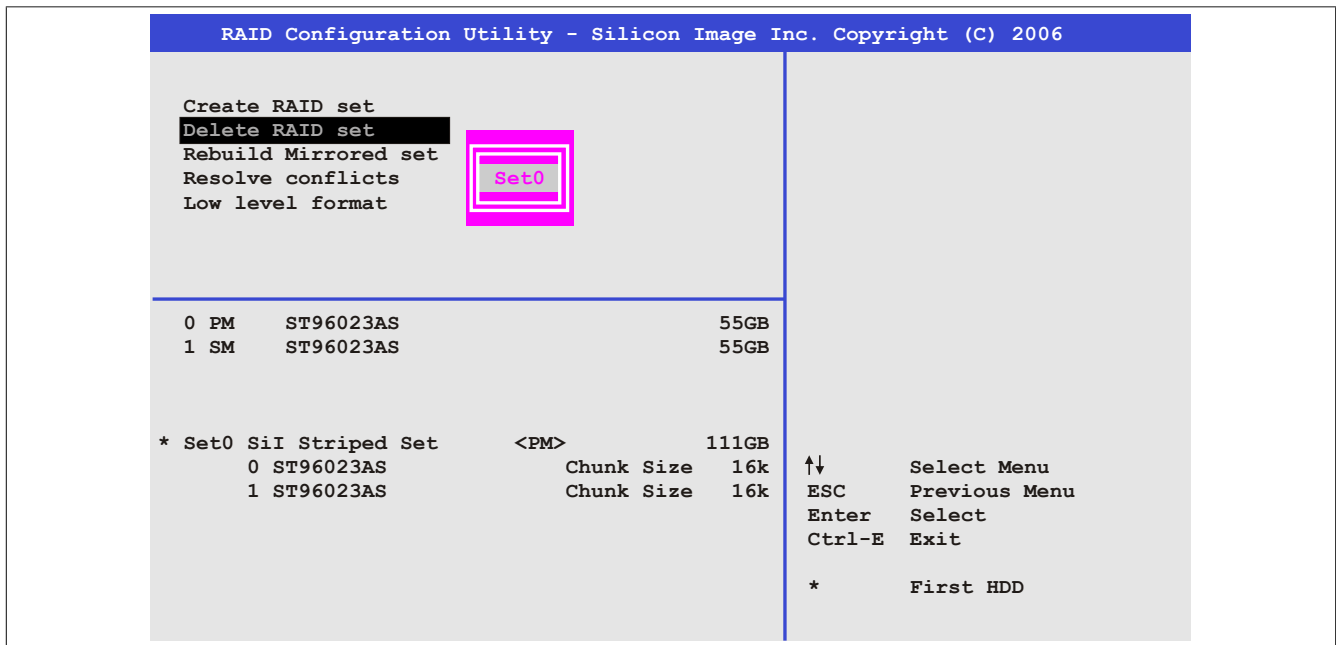 RAID Configuration Utility - Silicon Image Inc. Copyright (C) 2006
Create RAID set
Delete RAID set
Rebuild Mirrored set
Resolve conflicts
Low level format
Set0
0 PM ST96023AS 55GB
1 SM ST96023AS 55GB
* Set0 SiI Striped Set <PM> 111GB
0 ST96023AS Chunk Size 16k
1 ST96023AS Chunk Size 16k
↑↓ Select Menu
ESC Previous Menu
Enter Select
Ctrl-E Exit
* First HDD